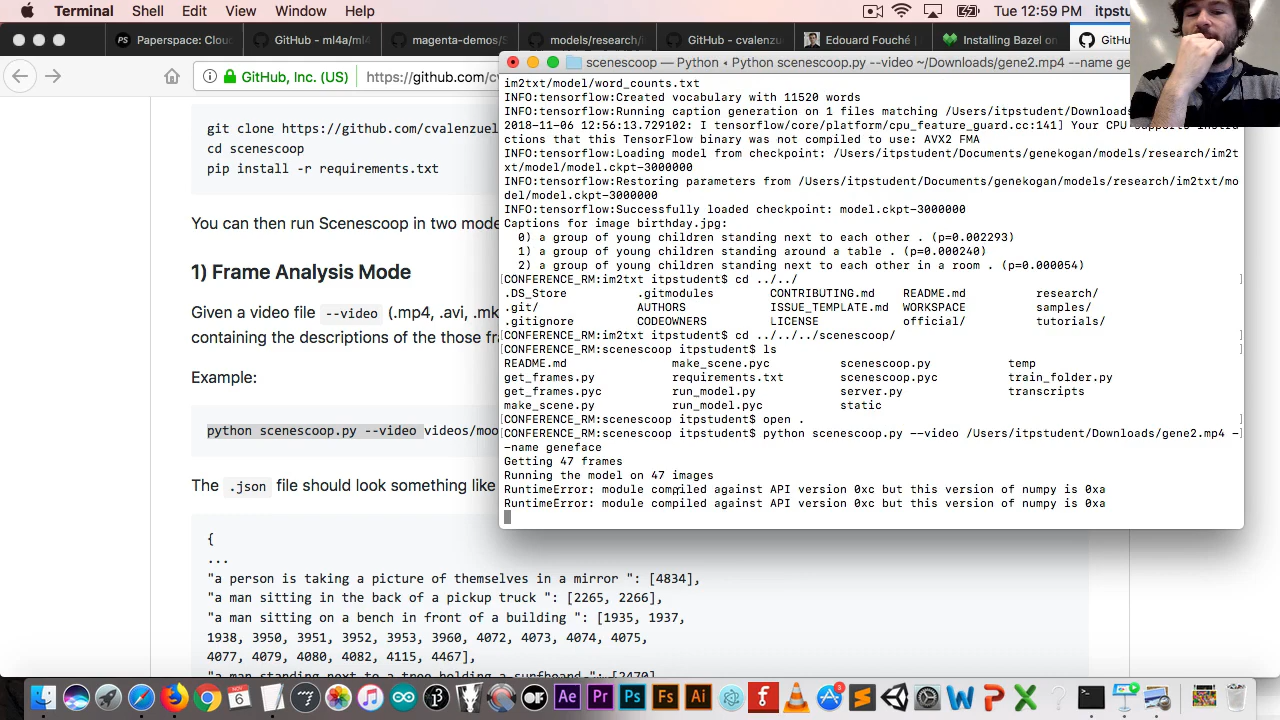 Terminal Shell Edit View Window Help
Tue 12:59 PM itpst
Paperspace: Clou
GitHub - ml4a/ml4
magenta-demos/S
models/research/i
GitHub - cvalenzue
Edouard Fouché |
Installing Bazel on
GitH
GitHub, Inc. (US)
https://github.com/cv
scenescoop — Python ◂ Python scenescoop.py --video ~/Downloads/gene2.mp4 --name ge
git clone https://github.com/cvalenzuel
cd scenescoop
pip install -r requirements.txt
You can then run Scenescoop in two mode
1) Frame Analysis Mode
Given a video file --video (.mp4, .avi, .mk
containing the descriptions of the those fr
Example:
python scenescoop.py --video videos/moo
The .json file should look something like
{
...
"a person is taking a picture of themselves in a mirror ": [4834],
"a man sitting in the back of a pickup truck ": [2265, 2266],
"a man sitting on a bench in front of a building ": [1935, 1937,
1938, 3950, 3951, 3952, 3953, 3960, 4072, 4073, 4074, 4075,
4077, 4079, 4080, 4082, 4115, 4467],
"a man standing next to a tree holding a surfboard ": [2470]
im2txt/model/word_counts.txt
INFO:tensorflow:Created vocabulary with 11520 words
INFO:tensorflow:Running caption generation on 1 files matching /Users/itpstudent/Downloads
2018-11-06 12:56:13.729102: I tensorflow/core/platform/cpu_feature_guard.cc:141] Your CPU supports instru
ctions that this TensorFlow binary was not compiled to use: AVX2 FMA
INFO:tensorflow:Loading model from checkpoint: /Users/itpstudent/Documents/genekogan/models/research/im2t
xt/model/model.ckpt-3000000
INFO:tensorflow:Restoring parameters from /Users/itpstudent/Documents/genekogan/models/research/im2txt/mo
del/model.ckpt-3000000
INFO:tensorflow:Successfully loaded checkpoint: model.ckpt-3000000
Captions for image birthday.jpg:
0) a group of young children standing next to each other . (p=0.002293)
1) a group of young children standing around a table . (p=0.000240)
2) a group of young children standing next to each other in a room . (p=0.000054)
[CONFERENCE_RM:im2txt itpstudent$ cd ../../ ]
.DS_Store .gitmodules CONTRIBUTING.md README.md research/
.git/ AUTHORS ISSUE_TEMPLATE.md WORKSPACE samples/
.gitignore CODEOWNERS LICENSE official/ tutorials/
[CONFERENCE_RM:im2txt itpstudent$ cd ../../../scenescoop/ ]
[CONFERENCE_RM:scenescoop itpstudent$ ls ]
README.md make_scene.pyc scenescoop.py temp
get_frames.py requirements.txt scenescoop.pyc train_folder.py
get_frames.pyc run_model.py server.py transcripts
make_scene.py run_model.pyc static
[CONFERENCE_RM:scenescoop itpstudent$ open . ]
[CONFERENCE_RM:scenescoop itpstudent$ python scenescoop.py --video /Users/itpstudent/Downloads/gene2.mp4 -]
-name geneface
Getting 47 frames
Running the model on 47 images
RuntimeError: module compiled against API version 0xc but this version of numpy is 0xa
RuntimeError: module compiled against API version 0xc but this version of numpy is 0xa
NOV
6
Ae Pr Ps Fs Ai